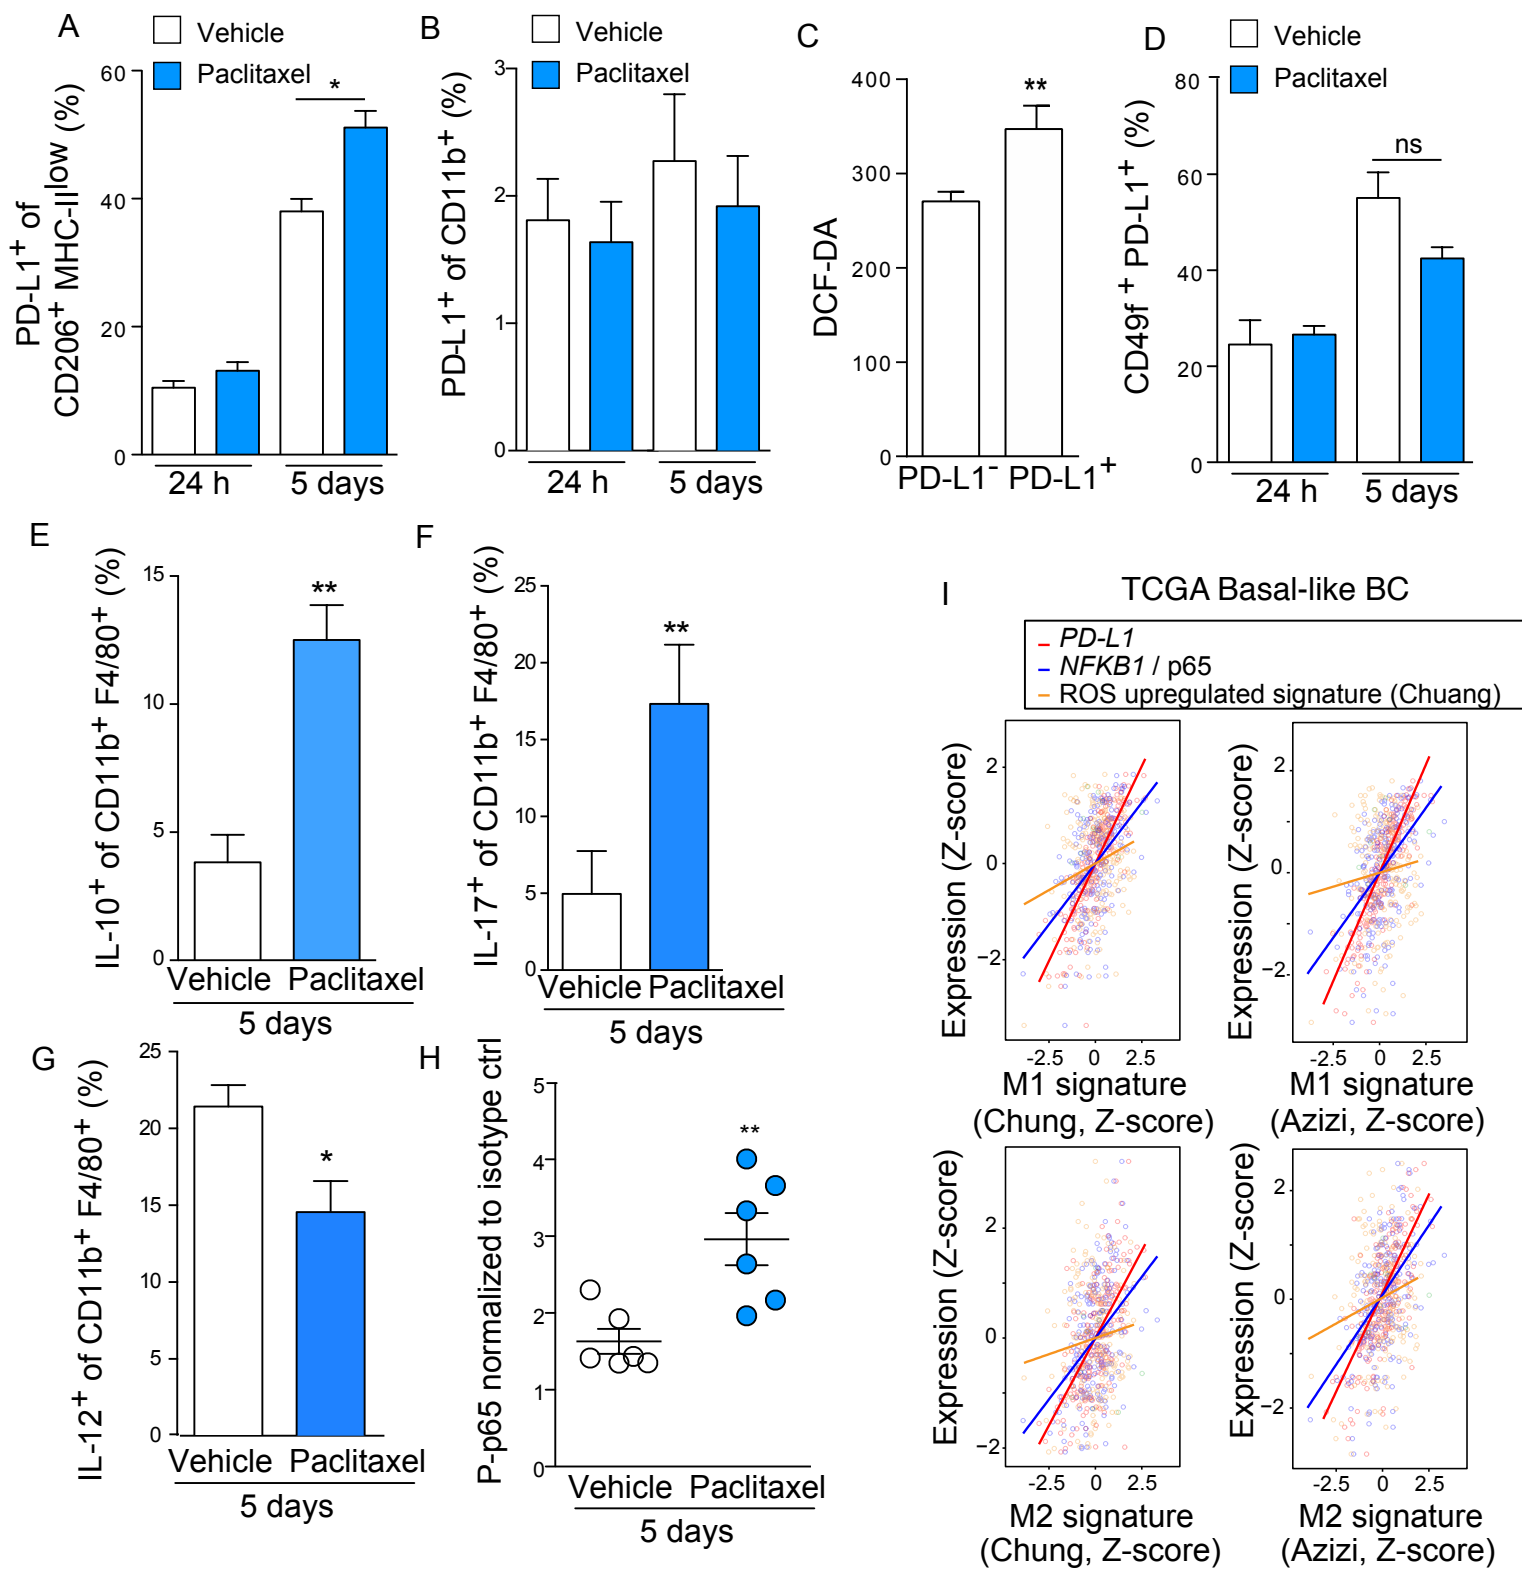 A
Vehicle
Paclitaxel
PD-L1+ of
CD206+ MHC-IIlow (%)
60
40
20
0
*
24 h
5 days
B
Vehicle
Paclitaxel
PD-L1+ of CD11b+ (%)
3
2
1
0
24 h
5 days
C
DCF-DA
400
300
200
100
0
**
PD-L1-
PD-L1+
D
Vehicle
Paclitaxel
CD49f+ PD-L1+ (%)
80
60
40
20
0
ns
24 h
5 days
E
IL-10+ of CD11b+ F4/80+ (%)
15
10
5
0
**
Vehicle
Paclitaxel
5 days
F
IL-17+ of CD11b+ F4/80+ (%)
25
20
15
10
5
0
**
Vehicle
Paclitaxel
5 days
G
IL-12+ of CD11b+ F4/80+ (%)
25
20
15
10
5
0
*
Vehicle
Paclitaxel
5 days
H
P-p65 normalized to isotype ctrl
5
4
3
2
1
0
**
Vehicle
Paclitaxel
5 days
I
TCGA Basal-like BC
PD-L1
NFKB1 / p65
ROS upregulated signature (Chuang)
Expression (Z-score)
2
0
−2
-2.5 0 2.5
M1 signature
(Chung, Z-score)
Expression (Z-score)
2
0
−2
-2.5 0 2.5
M1 signature
(Azizi, Z-score)
Expression (Z-score)
2
0
−2
-2.5 0 2.5
M2 signature
(Chung, Z-score)
Expression (Z-score)
2
0
−2
-2.5 0 2.5
M2 signature
(Azizi, Z-score)